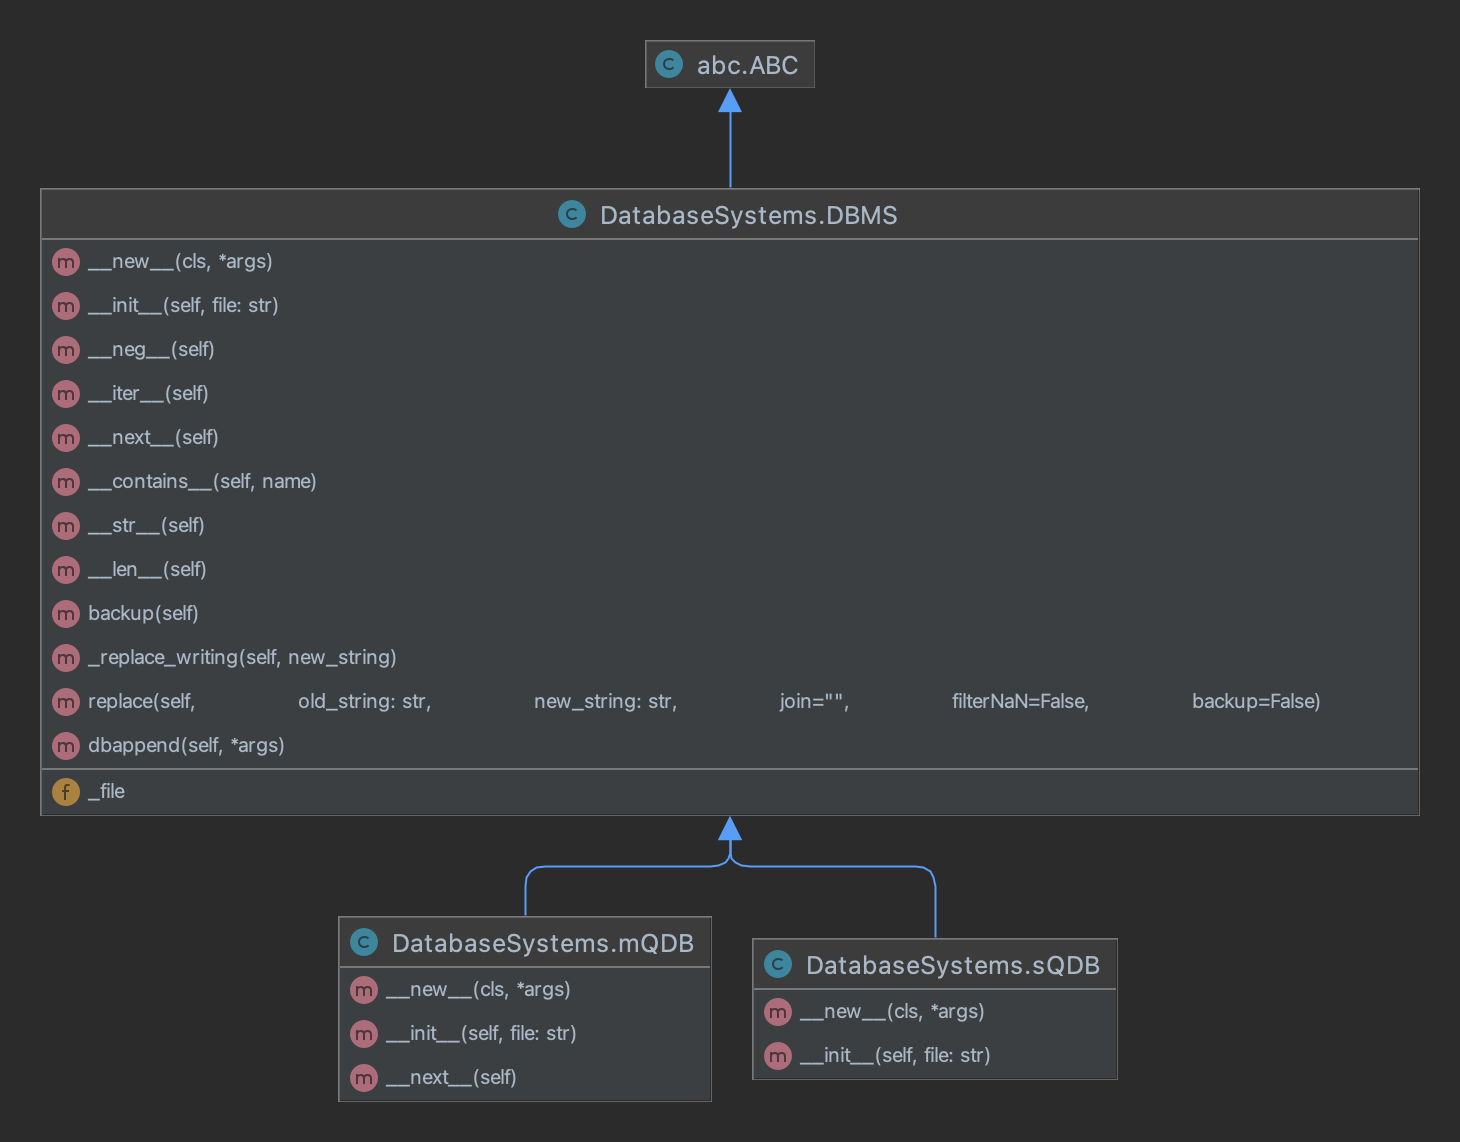 C abc.ABC
C DatabaseSystems.DBMS
m __new__(cls, *args)
m __init__(self, file: str)
m __neg__(self)
m __iter__(self)
m __next__(self)
m __contains__(self, name)
m __str__(self)
m __len__(self)
m backup(self)
m _replace_writing(self, new_string)
m replace(self, old_string: str, new_string: str, join="", filterNaN=False, backup=False)
m dbappend(self, *args)
f _file
C DatabaseSystems.mQDB
m __new__(cls, *args)
m __init__(self, file: str)
m __next__(self)
C DatabaseSystems.sQDB
m __new__(cls, *args)
m __init__(self, file: str)